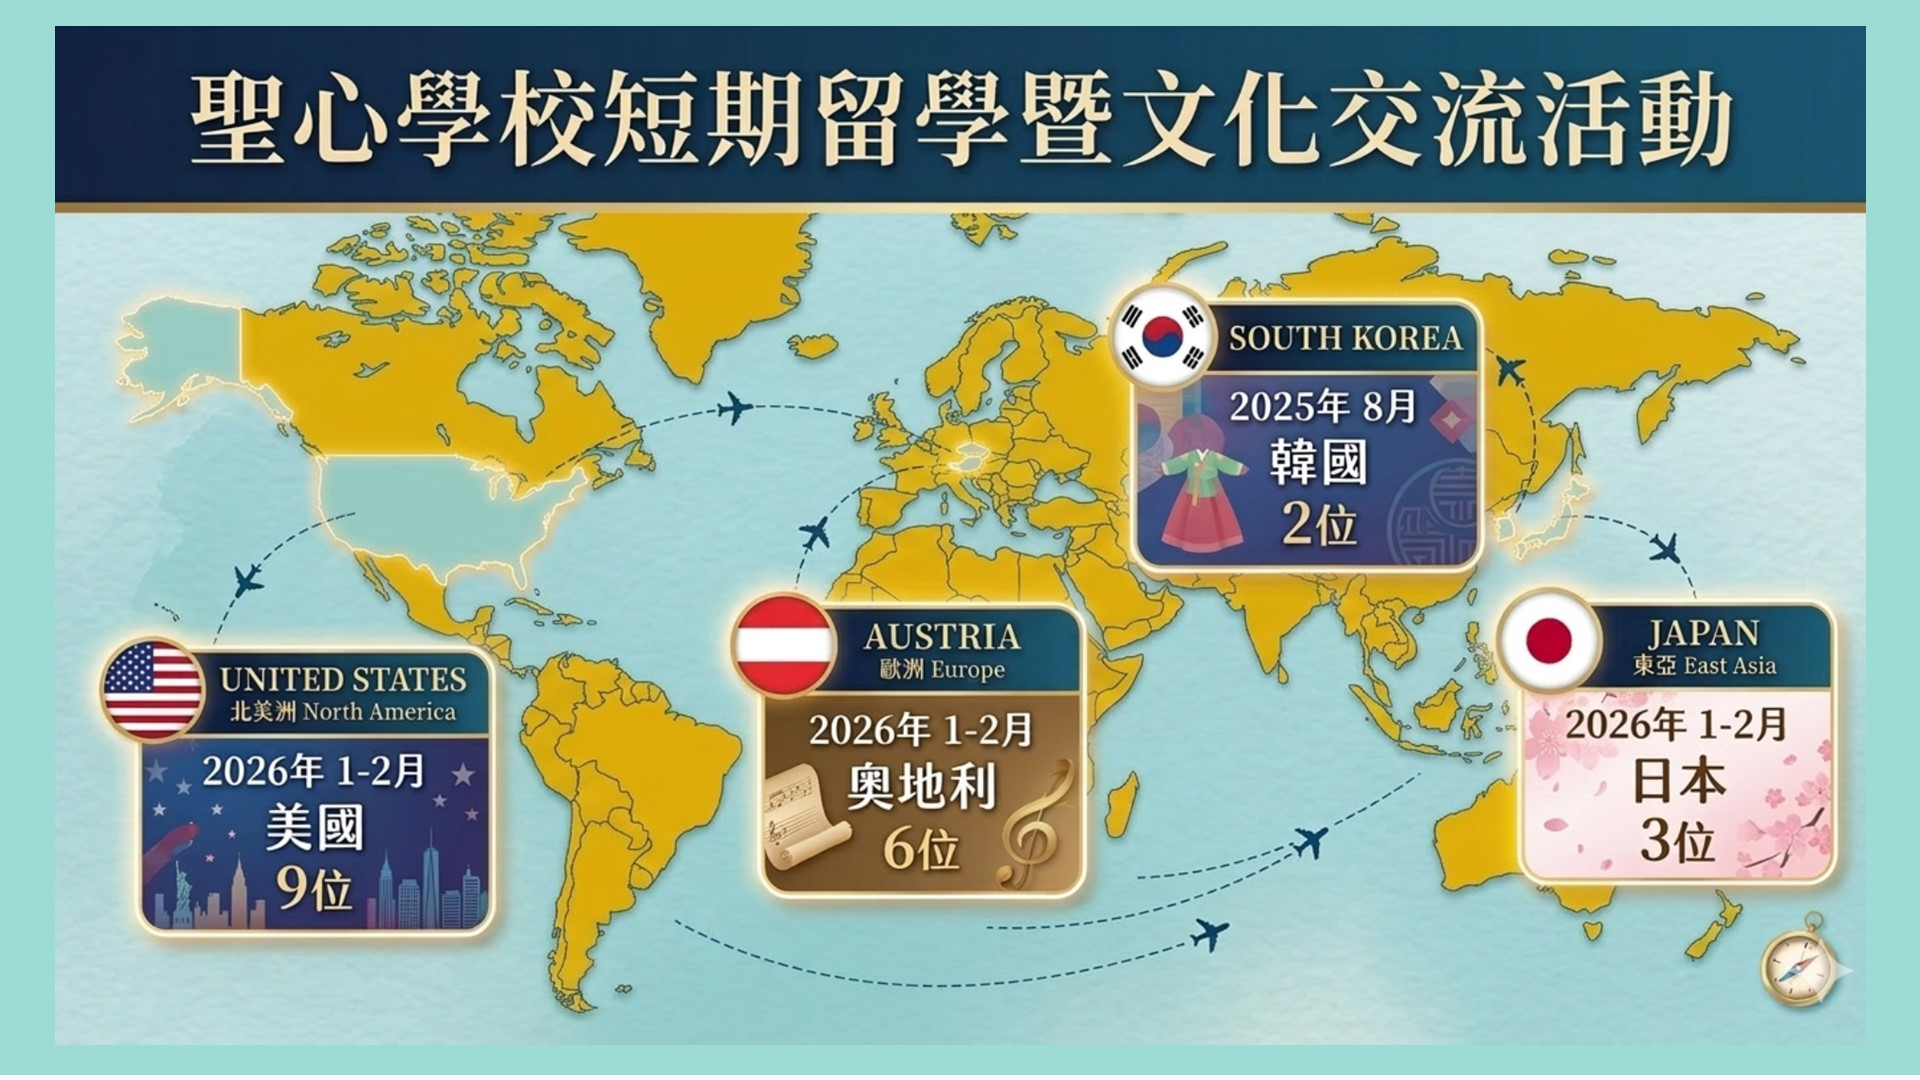 聖心學校短期留學暨文化交流活動
SOUTH KOREA
2025年 8月
韓國
2位
UNITED STATES
北美洲 North America
2026年 1-2月
美國
9位
AUSTRIA
歐洲 Europe
2026年 1-2月
奧地利
6位
JAPAN
東亞 East Asia
2026年 1-2月
日本
3位